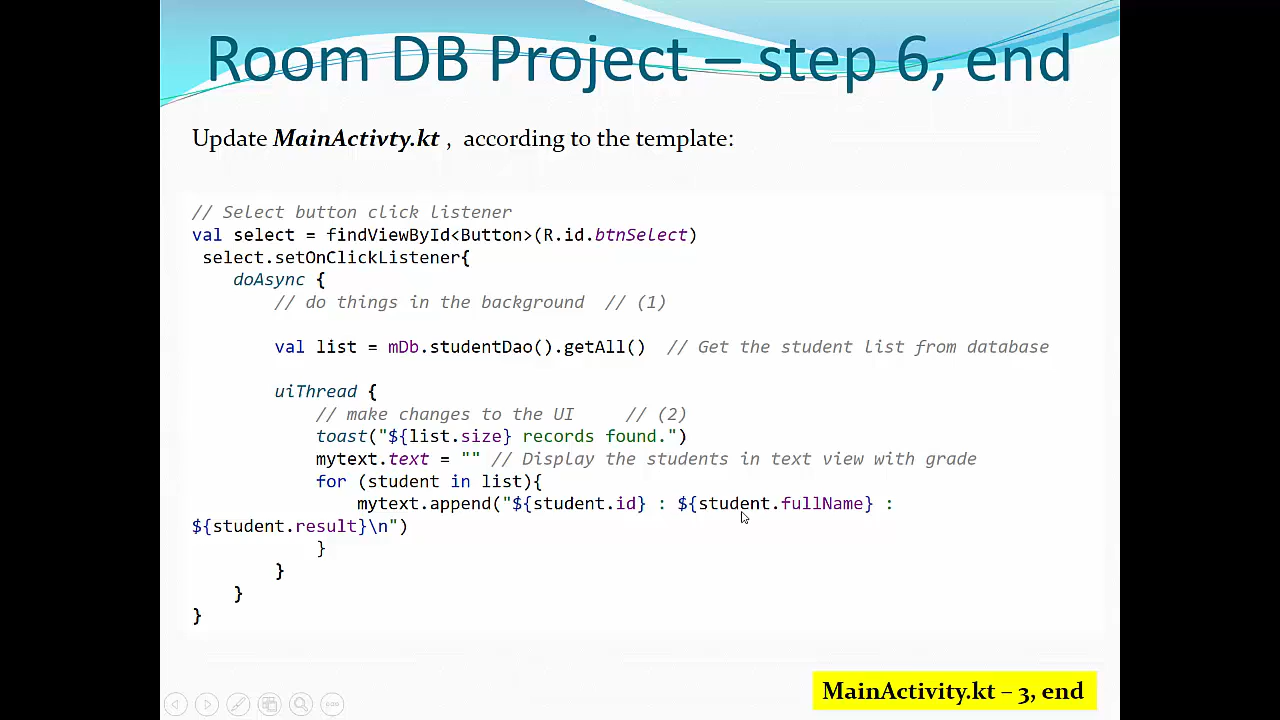 Room DB Project – step 6, end
Update MainActivty.kt ,  according to the template:
// Select button click listener
val select = findViewById<Button>(R.id.btnSelect)
 select.setOnClickListener{
    doAsync {
        // do things in the background  // (1)
        val list = mDb.studentDao().getAll()  // Get the student list from database
        uiThread {
            // make changes to the UI     // (2)
            toast("${list.size} records found.")
            mytext.text = "" // Display the students in text view with grade
            for (student in list){
                mytext.append("${student.id} : ${student.fullName} :
${student.result}\n")
            }
        }
    }
}
MainActivity.kt – 3, end